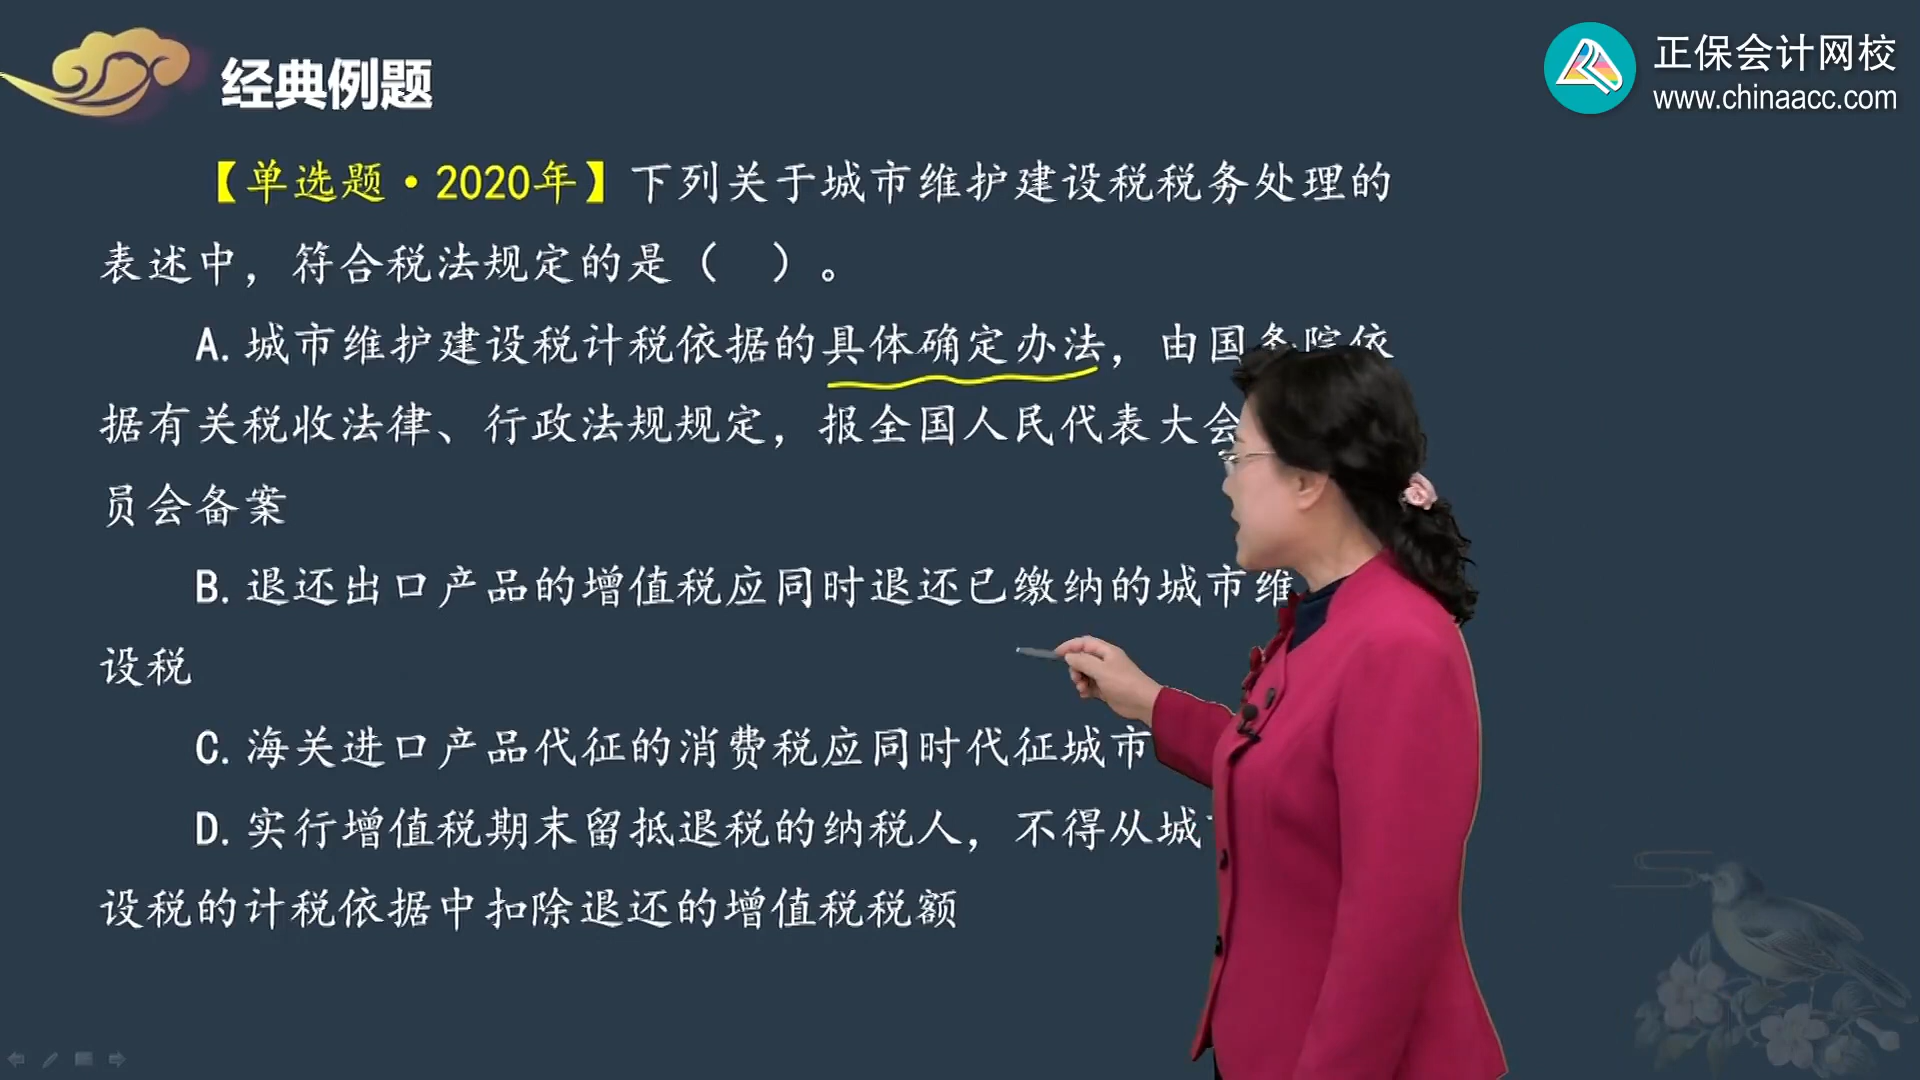 经典例题
正保会计网校
www.chinaacc.com
【单选题·2020年】下列关于城市维护建设税税务处理的
表述中，符合税法规定的是（ ）。
A.城市维护建设税计税依据的具体确定办法，由国务院依
据有关税收法律、行政法规规定，报全国人民代表大会
员会备案
B.退还出口产品的增值税应同时退还已缴纳的城市维
设税
C.海关进口产品代征的消费税应同时代征城市
D.实行增值税期末留抵退税的纳税人，不得从城
设税的计税依据中扣除退还的增值税税额